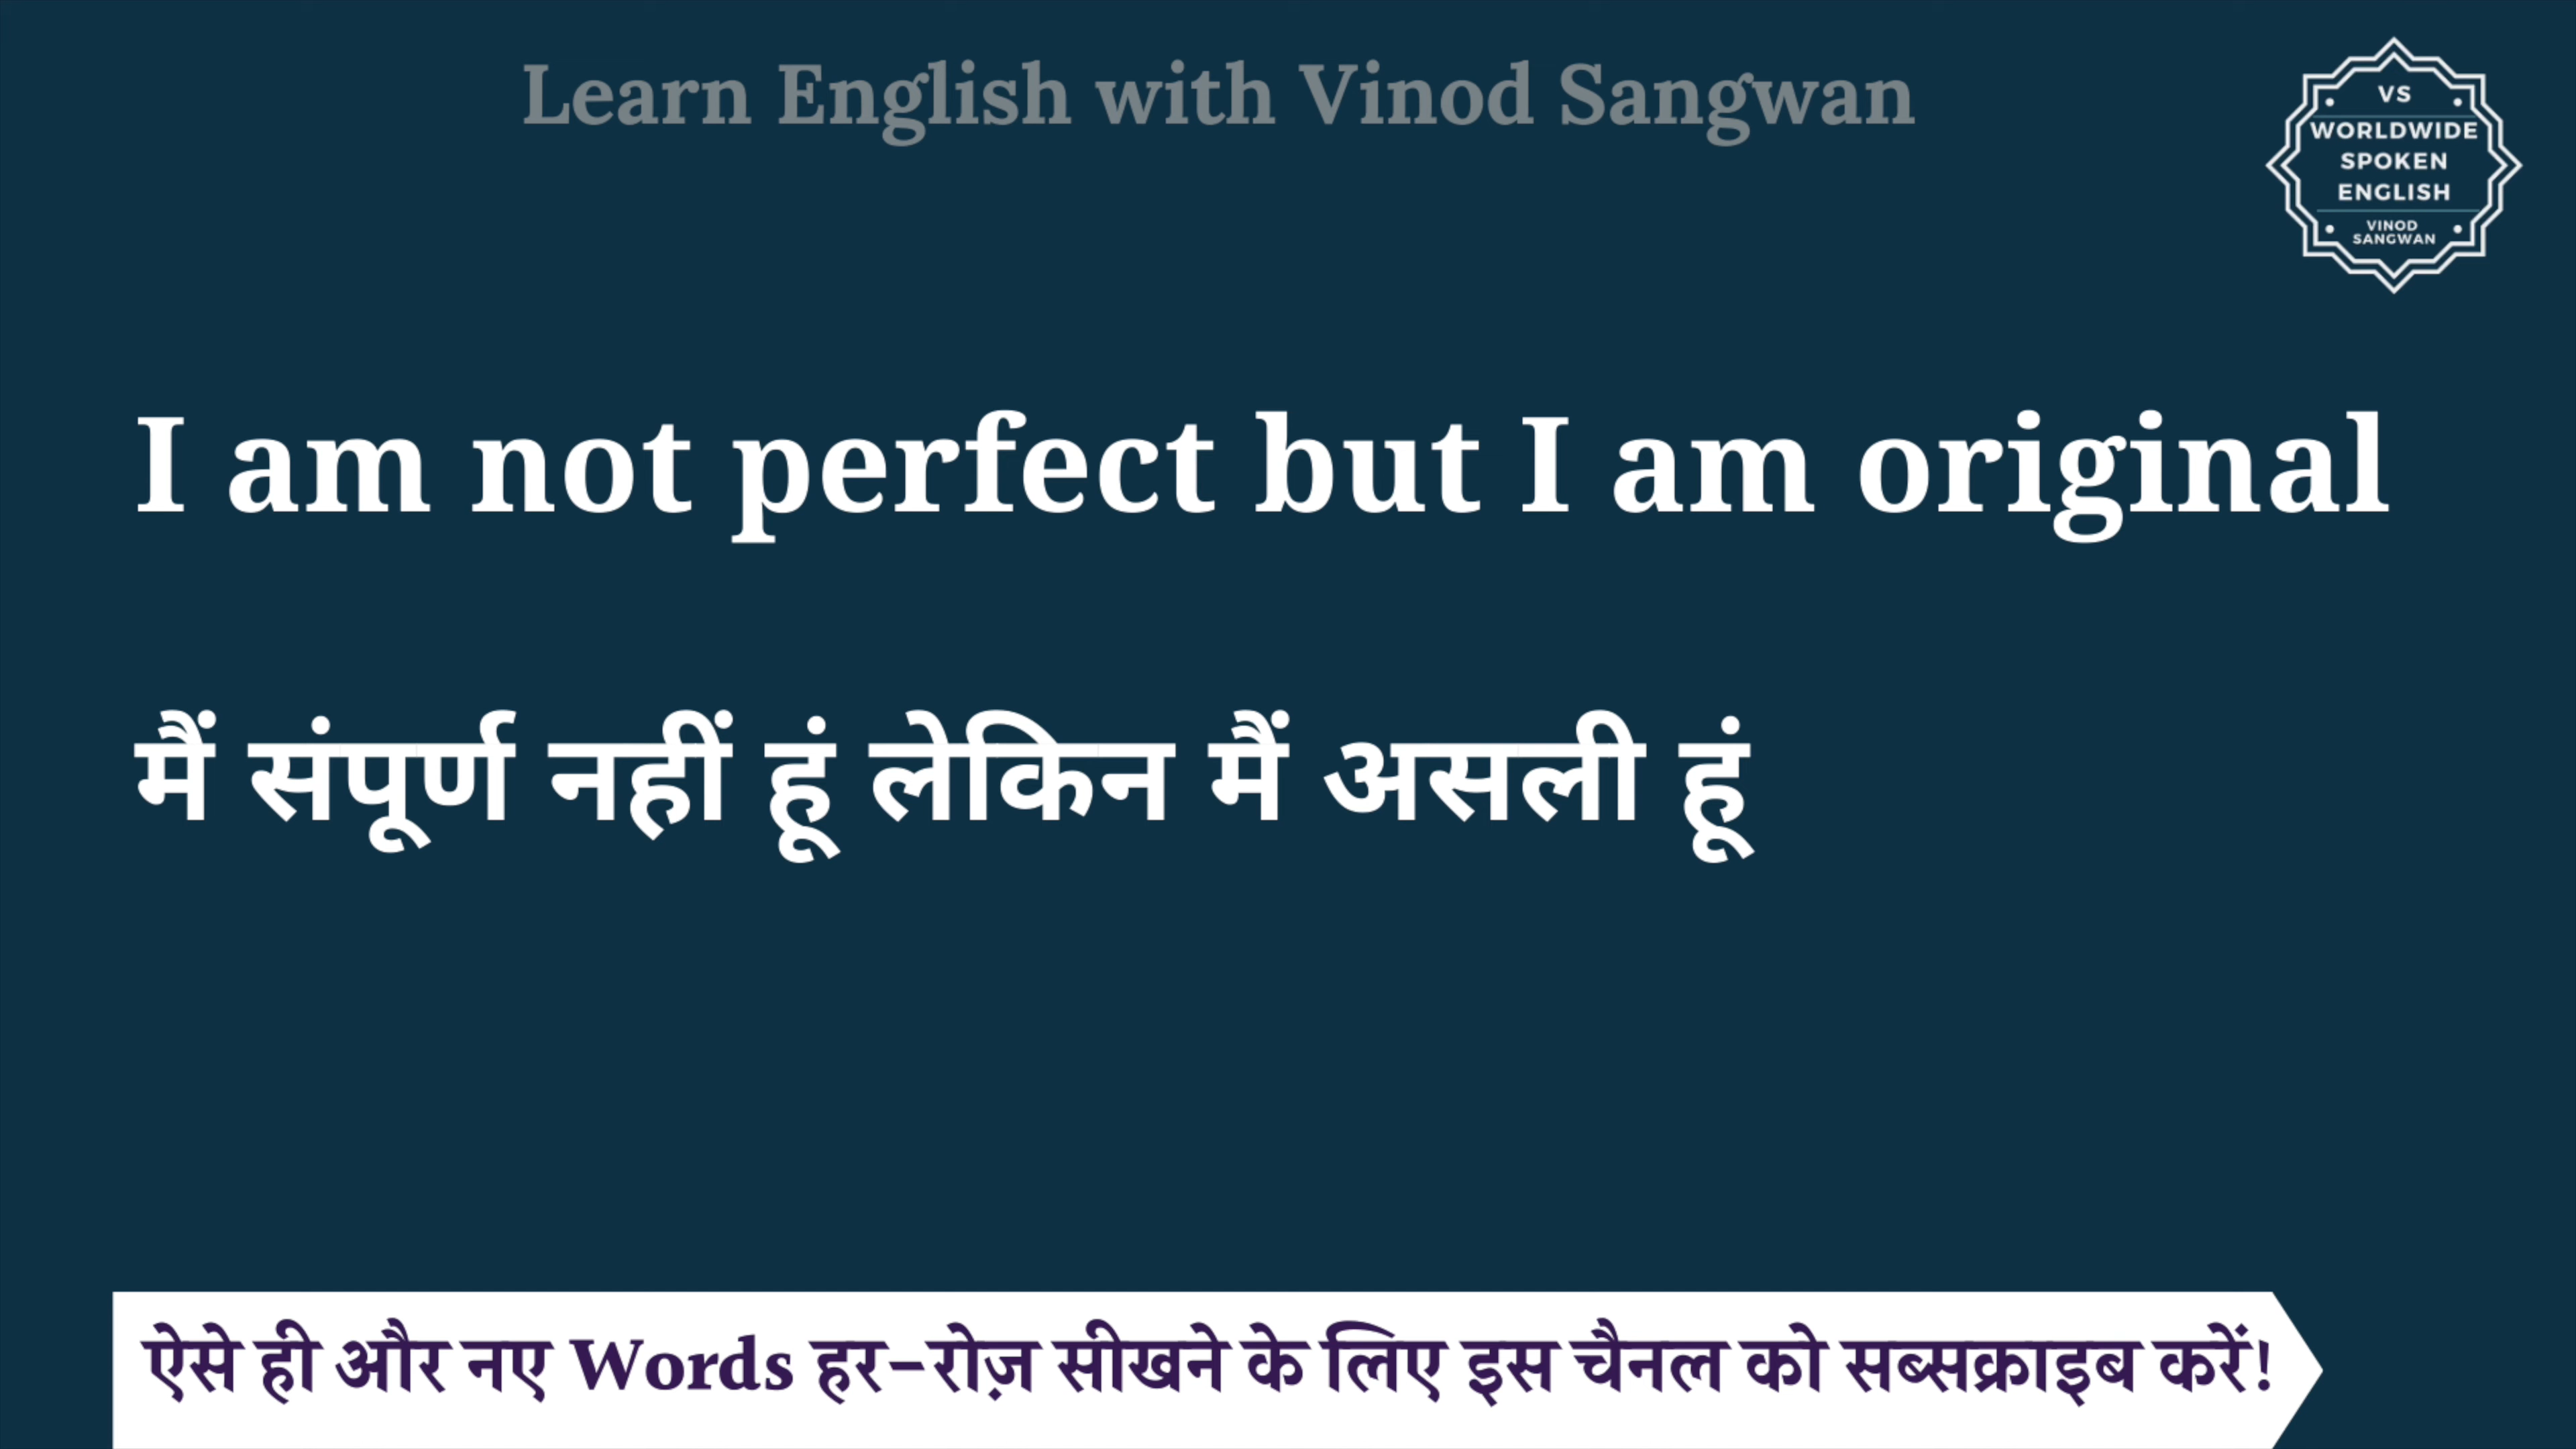 Learn English with Vinod Sangwan
VS
WORLDWIDE
SPOKEN
ENGLISH
VINOD
SANGWAN
I am not perfect but I am original
मैं संपूर्ण नहीं हूं लेकिन मैं असली हूं
ऐसे ही और नए Words हर-रोज़ सीखने के लिए इस चैनल को सब्सक्राइब करें!